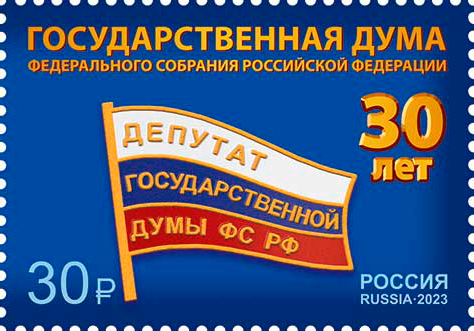 ГОСУДАРСТВЕННАЯ ДУМА
ФЕДЕРАЛЬНОГО СОБРАНИЯ РОССИЙСКОЙ ФЕДЕРАЦИИ
30
лет
ДЕПУТАТ
ГОСУДАРСТВЕННОЙ
ДУМЫ ФС РФ
30₽
РОССИЯ
RUSSIA·2023